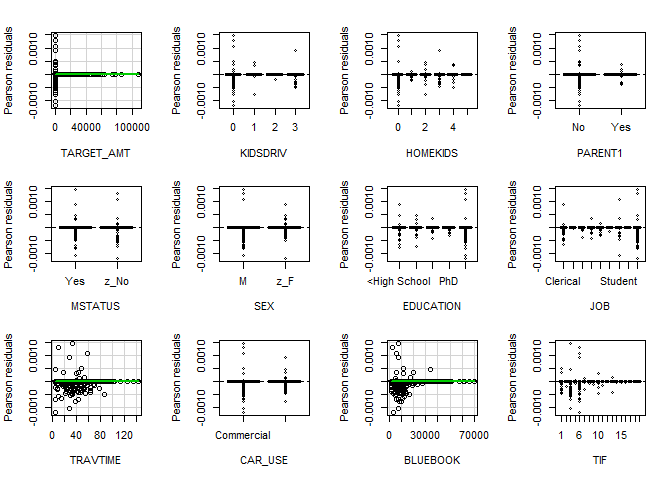 Pearson residuals
-0.0010 0.0010
0 40000 100000
TARGET_AMT
Pearson residuals
-0.0010 0.0010
0 1 2 3
KIDSDRIV
Pearson residuals
-0.0010 0.0010
0 1 2 4
HOMEKIDS
Pearson residuals
-0.0010 0.0010
No Yes
PARENT1
Pearson residuals
-0.0010 0.0010
Yes z_No
MSTATUS
Pearson residuals
-0.0010 0.0010
M z_F
SEX
Pearson residuals
-0.0010 0.0010
<High School PhD
EDUCATION
Pearson residuals
-0.0010 0.0010
Clerical Student
JOB
Pearson residuals
-0.0010 0.0010
0 40 80 120
TRAVTIME
Pearson residuals
-0.0010 0.0010
Commercial
CAR_USE
Pearson residuals
-0.0010 0.0010
0 30000 70000
BLUEBOOK
Pearson residuals
-0.0010 0.0010
1 6 10 15
TIF